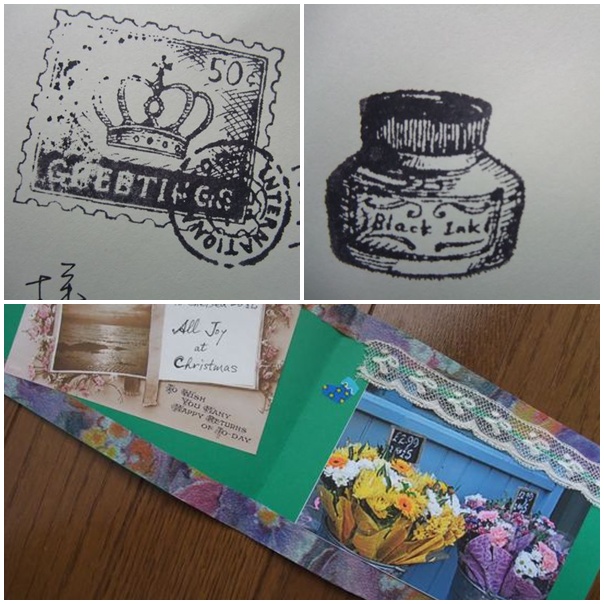 50¢
GREETINGS
INTERNATION
様
Black Ink
All Joy
at
Christmas
TO WISH
YOU MANY
HAPPY RETURNS
OF TO-DAY
£2.99